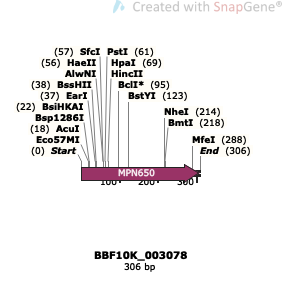 Created with SnapGene®
(57) SfcI PstI (61)
(56) HaeII HpaI (69)
AlwNI HincII
(38) BssHII BclI* (95)
(37) EarI BstYI (123)
(22) BsiHKAI NheI (214)
Bsp1286I BmtI (218)
(18) AcuI
Eco57MI MfeI (288)
(0) Start End (306)
MPN650
100 200 300
BBF10K_003078
306 bp